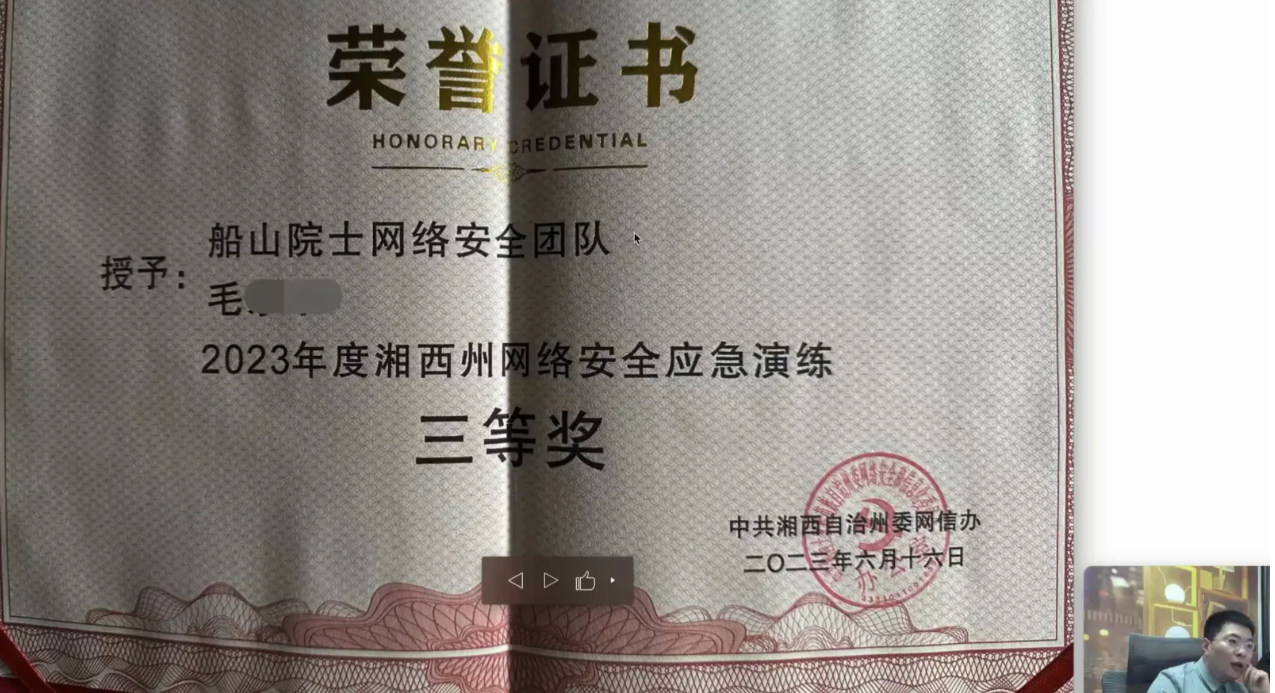 荣誉证书
HONORARY CREDENTIAL
船山院士网络安全团队
授予:
毛
2023年度湘西州网络安全应急演练
三等奖
中共湘西自治州委网信办
二〇二三年六月十六日
办公室